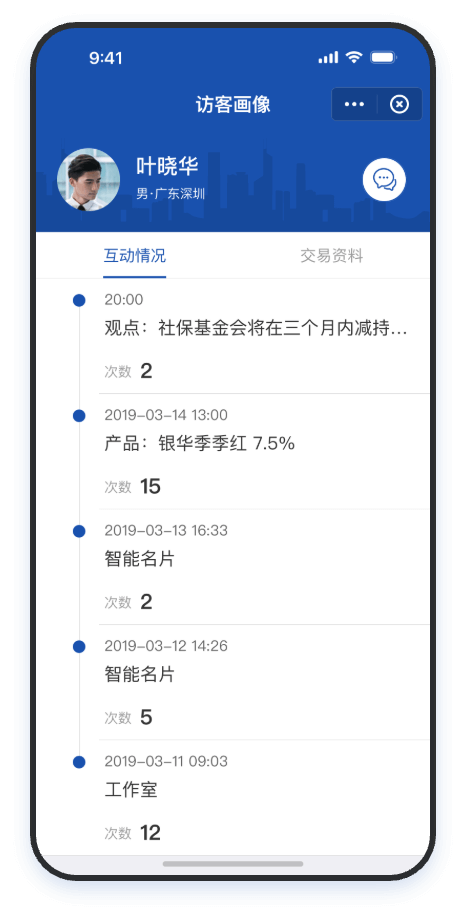 9:41
访客画像
叶晓华
男·广东深圳
互动情况 交易资料
20:00
观点：社保基金会将在三个月内减持...
次数 2
2019-03-14 13:00
产品：银华季季红 7.5%
次数 15
2019-03-13 16:33
智能名片
次数 2
2019-03-12 14:26
智能名片
次数 5
2019-03-11 09:03
工作室
次数 12